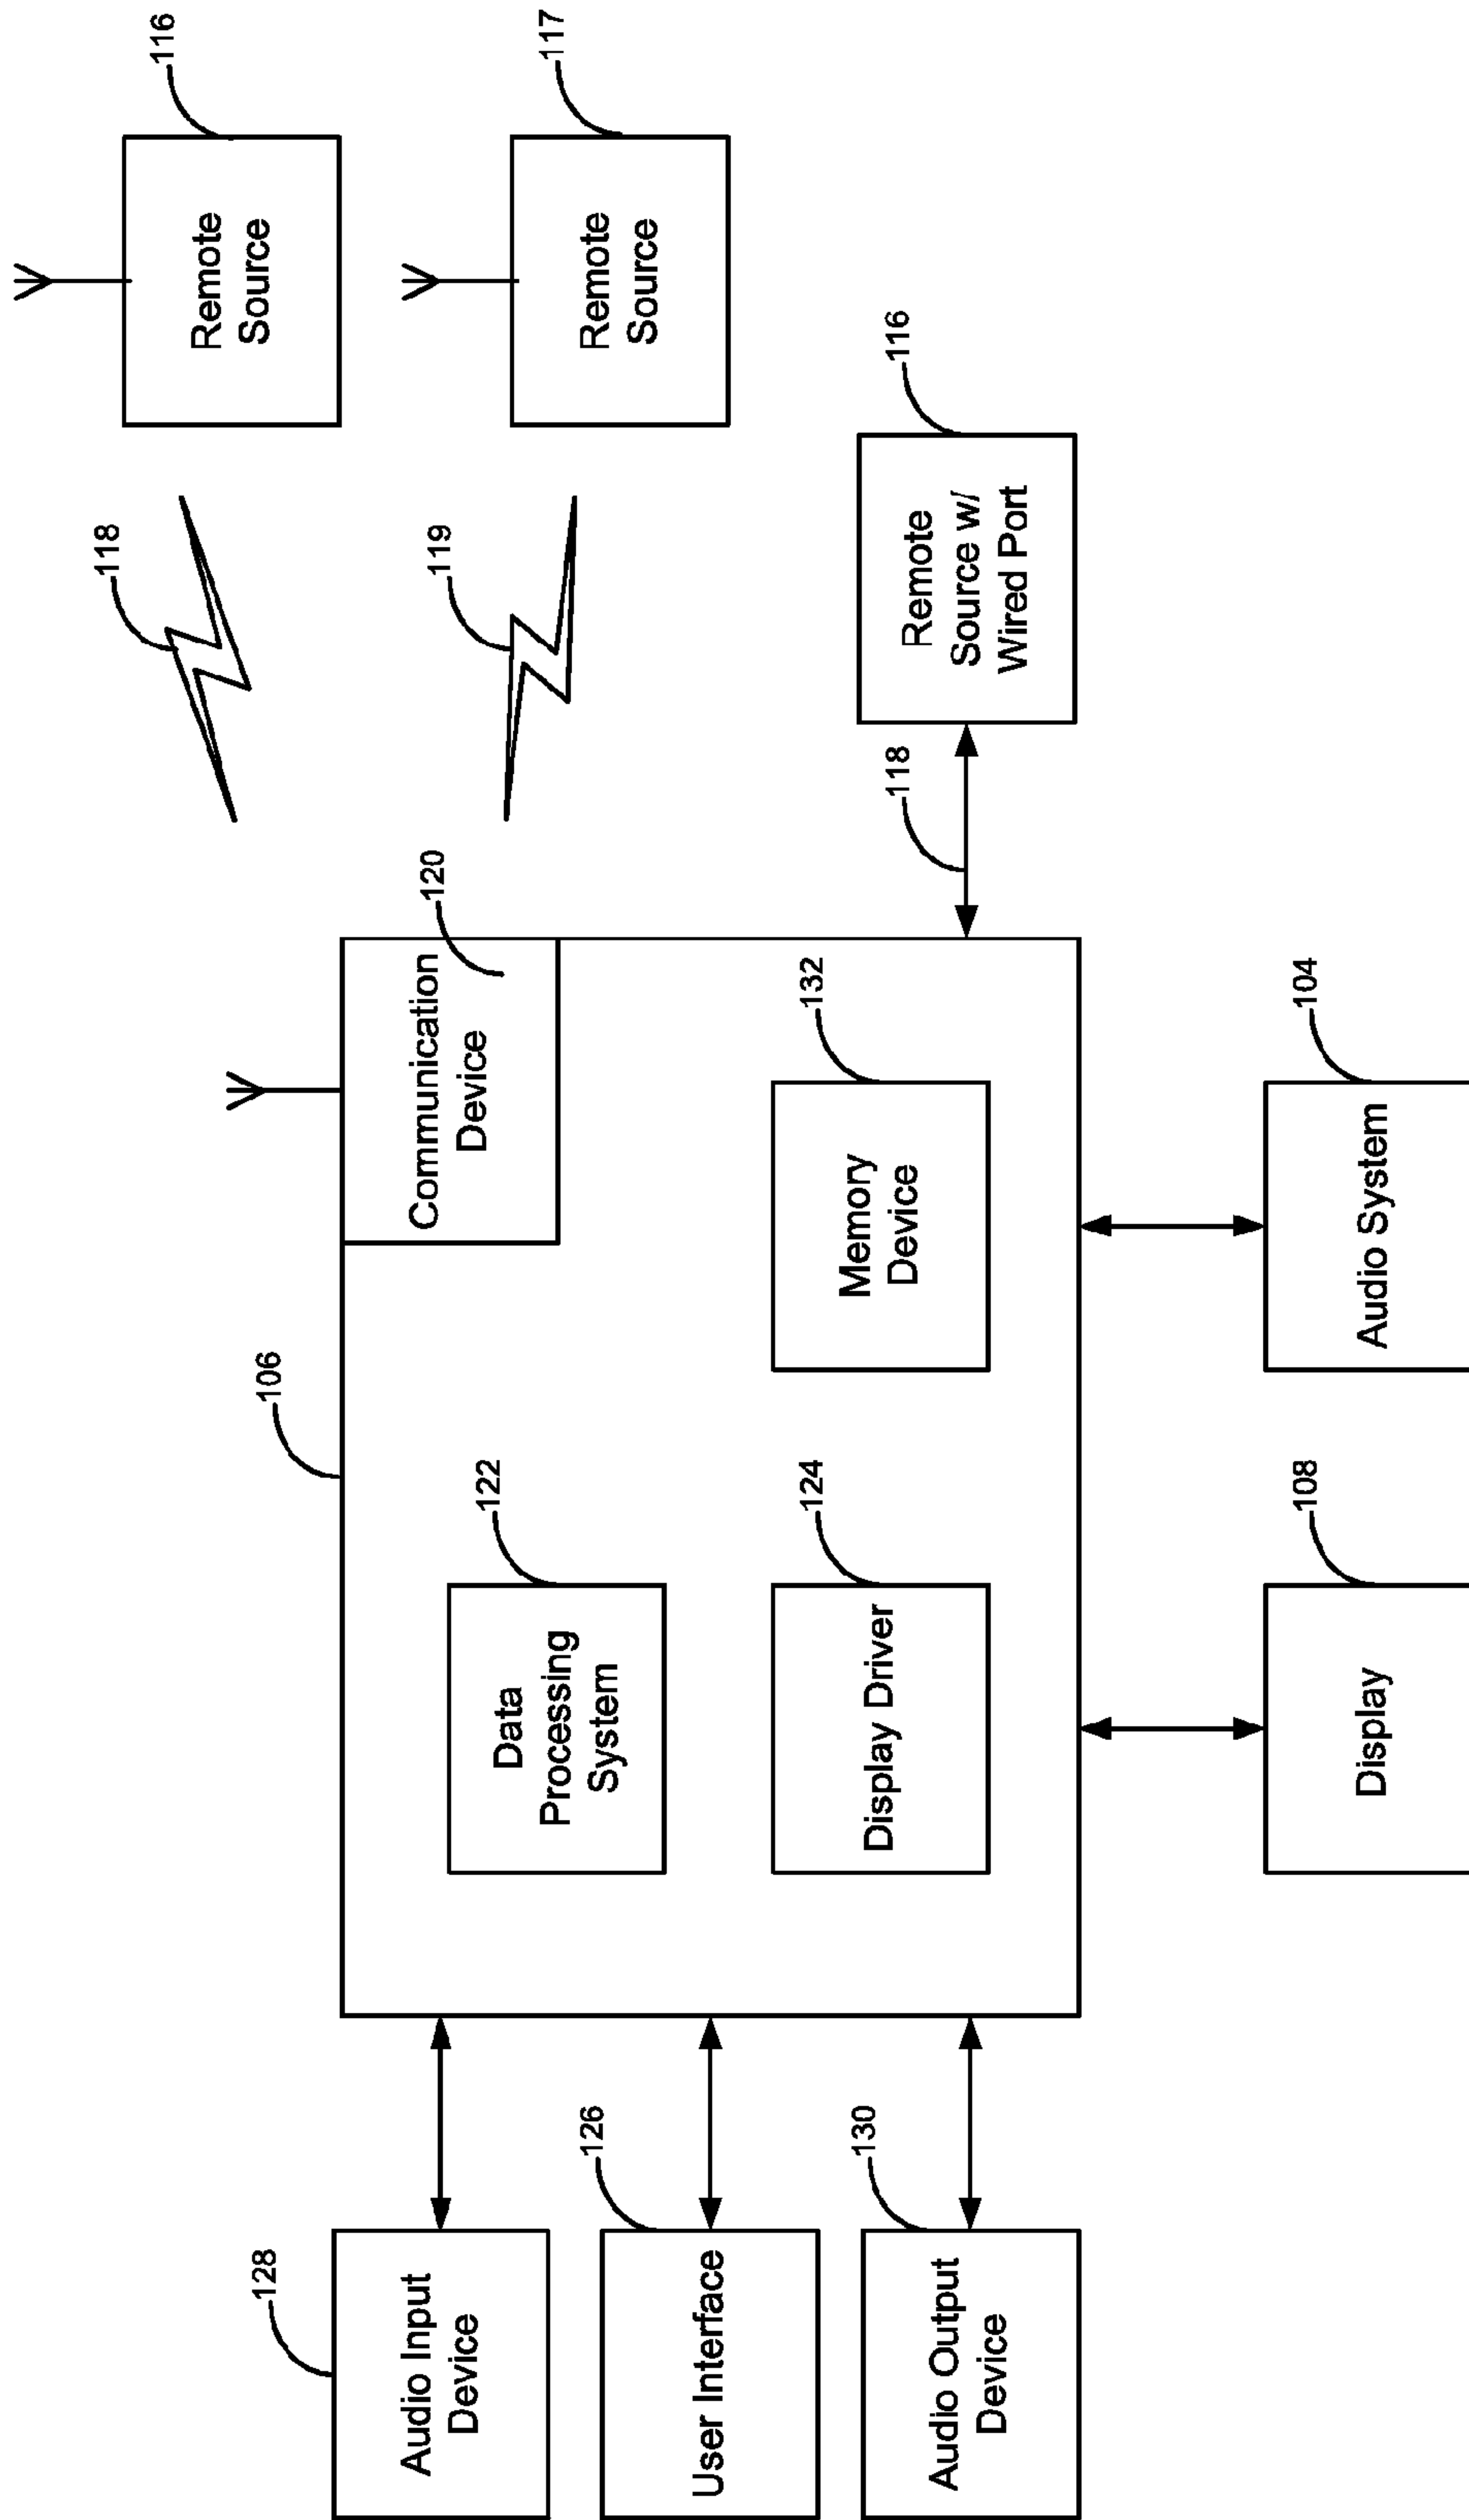 128
Audio Input
Device
126
User Interface
130
Audio Output
Device
106
122
Data
Processing
System
124
Display Driver
Communication
Device
120
132
Memory
Device
108
Display
104
Audio System
118
119
118
116
Remote
Source
117
Remote
Source
116
Remote
Source w/
Wired Port